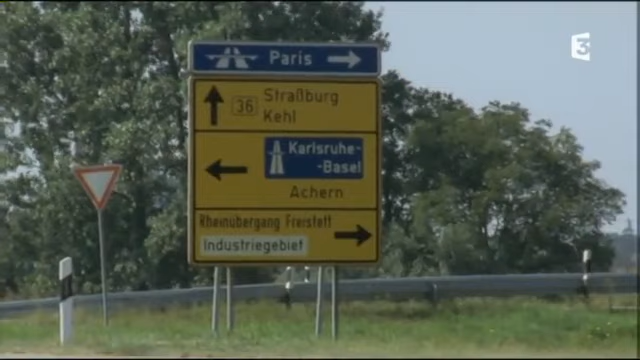 3
Paris
36 Straßburg
Kehl
Karlsruhe-
-Basel
Achern
Rheinübergang Freistett
Industriegebiet